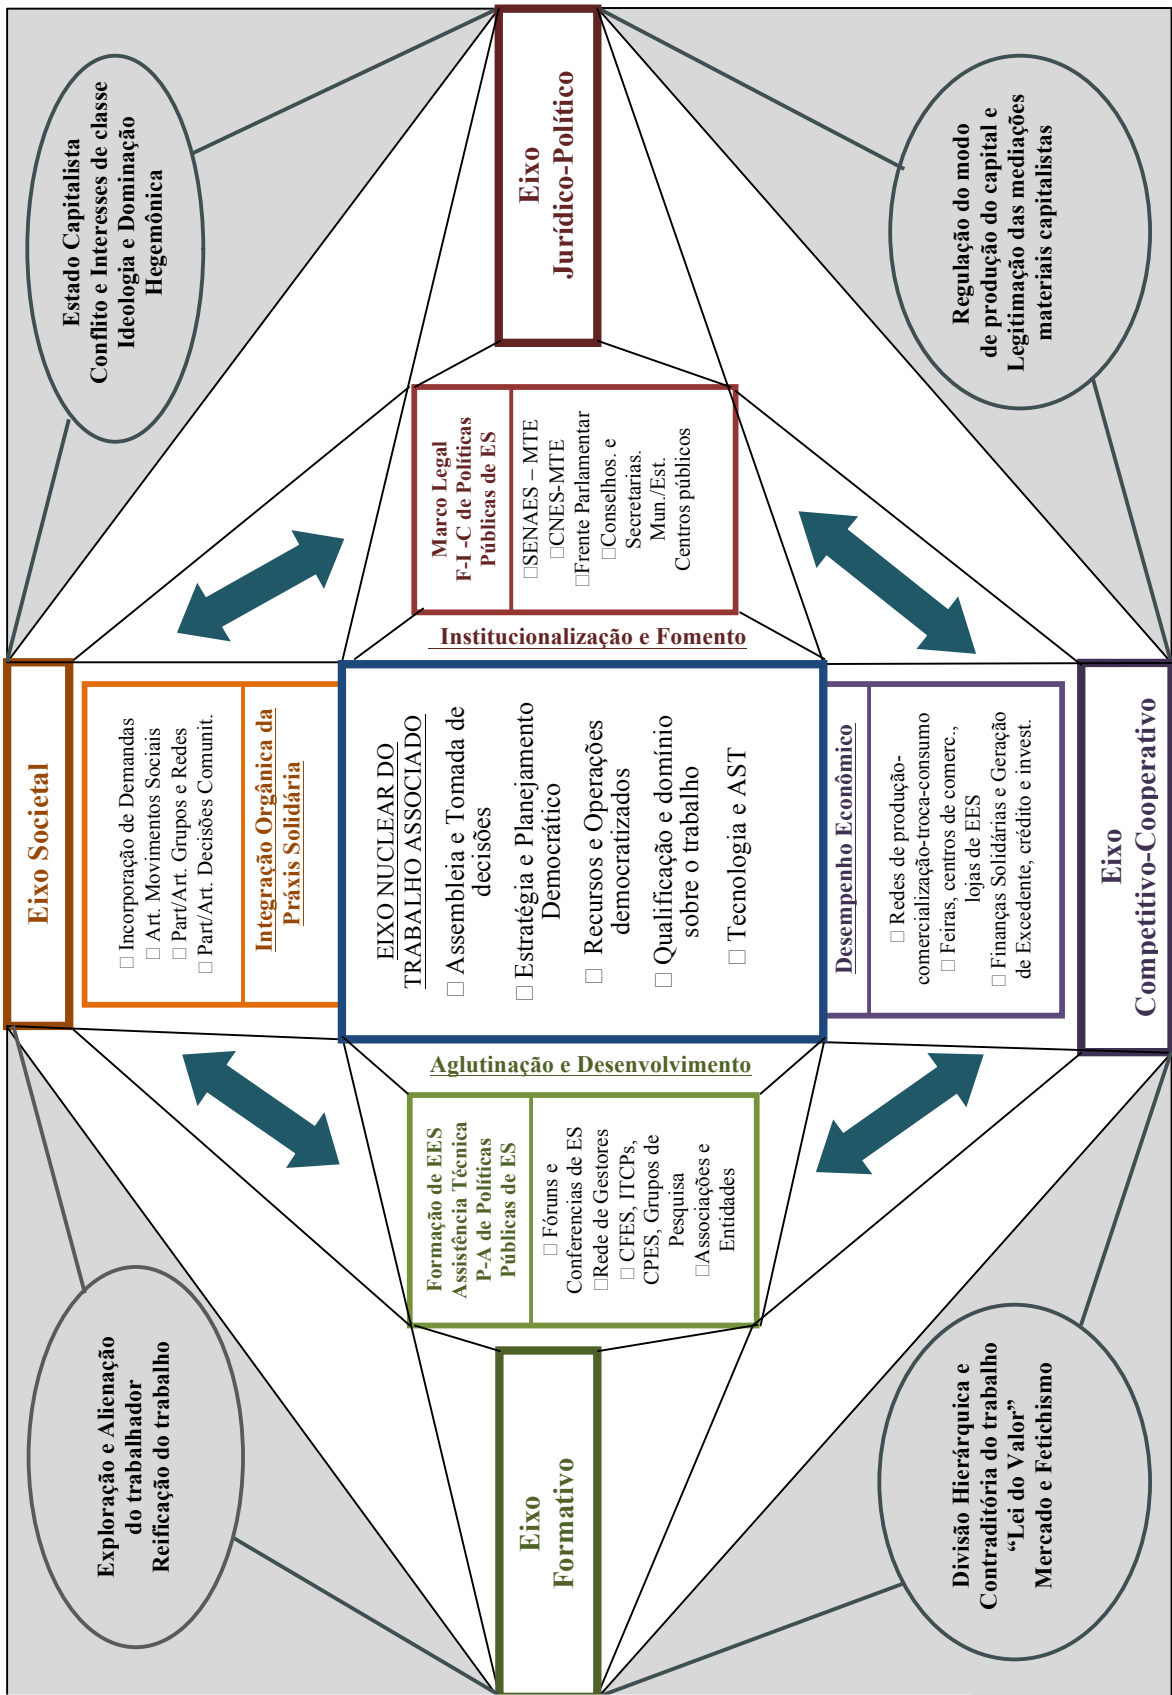 Exploração e Alienação
do trabalhador
Reificação do trabalho
Eixo Societal
□ Incorporação de Demandas
□ Art. Movimentos Sociais
□ Part/Art. Grupos e Redes
□ Part/Art. Decisões Comunit.
Integração Orgânica da
Práxis Solidária
Estado Capitalista
Conflito e Interesses de classe
Ideologia e Dominação
Hegemônica
Eixo
Formativo
Formação de EES
Assistência Técnica
P-A de Políticas
Públicas de ES
□ Fóruns e
Conferencias de ES
□Rede de Gestores
□ CFES, ITCPs,
CPES, Grupos de
Pesquisa
□Associações e
Entidades
Aglutinação e Desenvolvimento
EIXO NUCLEAR DO
TRABALHO ASSOCIADO
□ Assembleia e Tomada de
decisões
□ Estratégia e Planejamento
Democrático
□ Recursos e Operações
democratizados
□ Qualificação e domínio
sobre o trabalho
□ Tecnologia e AST
Institucionalização e Fomento
Marco Legal
F-I -C de Políticas
Públicas de ES
□SENAES – MTE
□CNES-MTE
□Frente Parlamentar
□Conselhos. e
Secretarias.
Mun./Est.
Centros públicos
Eixo
Jurídico-Político
Desempenho Econômico
□ Redes de produção-
comercialização-troca-consumo
□ Feiras, centros de comerc.,
lojas de EES
□ Finanças Solidárias e Geração
de Excedente, crédito e invest.
Eixo
Competitivo-Cooperativo
Divisão Hierárquica e
Contraditória do trabalho
“Lei do Valor”
Mercado e Fetichismo
Regulação do modo
de produção do capital e
Legitimação das mediações
materiais capitalistas